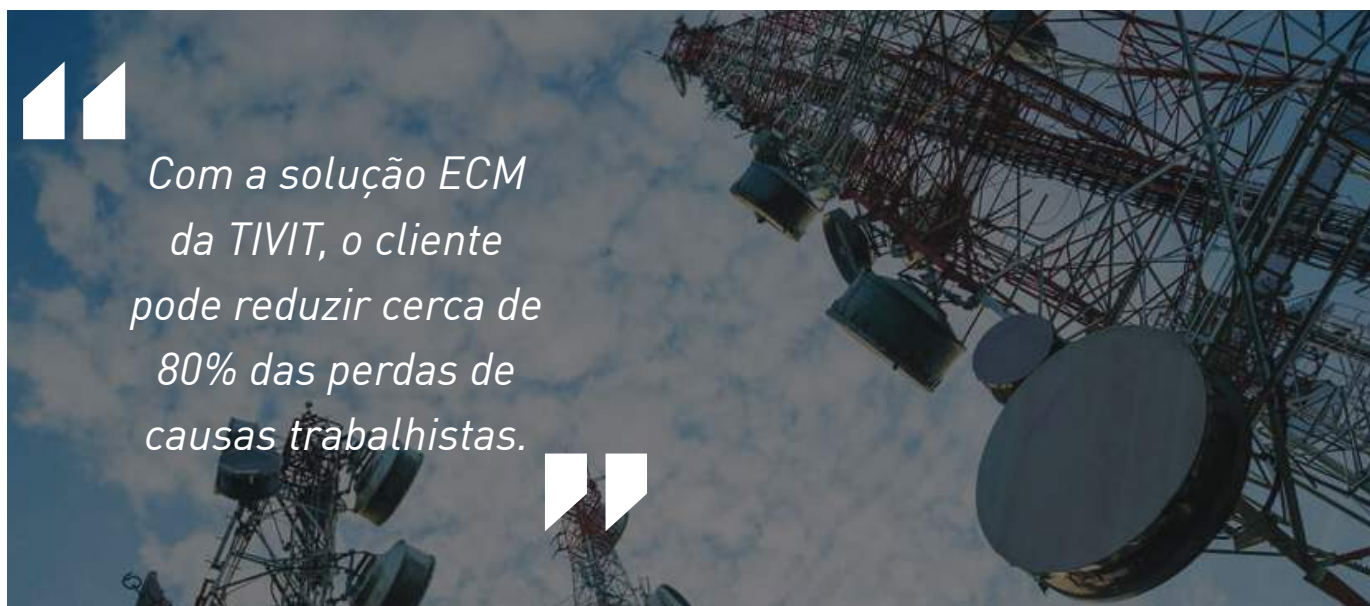 Com a solução ECM
da TIVIT, o cliente
pode reduzir cerca de
80% das perdas de
causas trabalhistas.